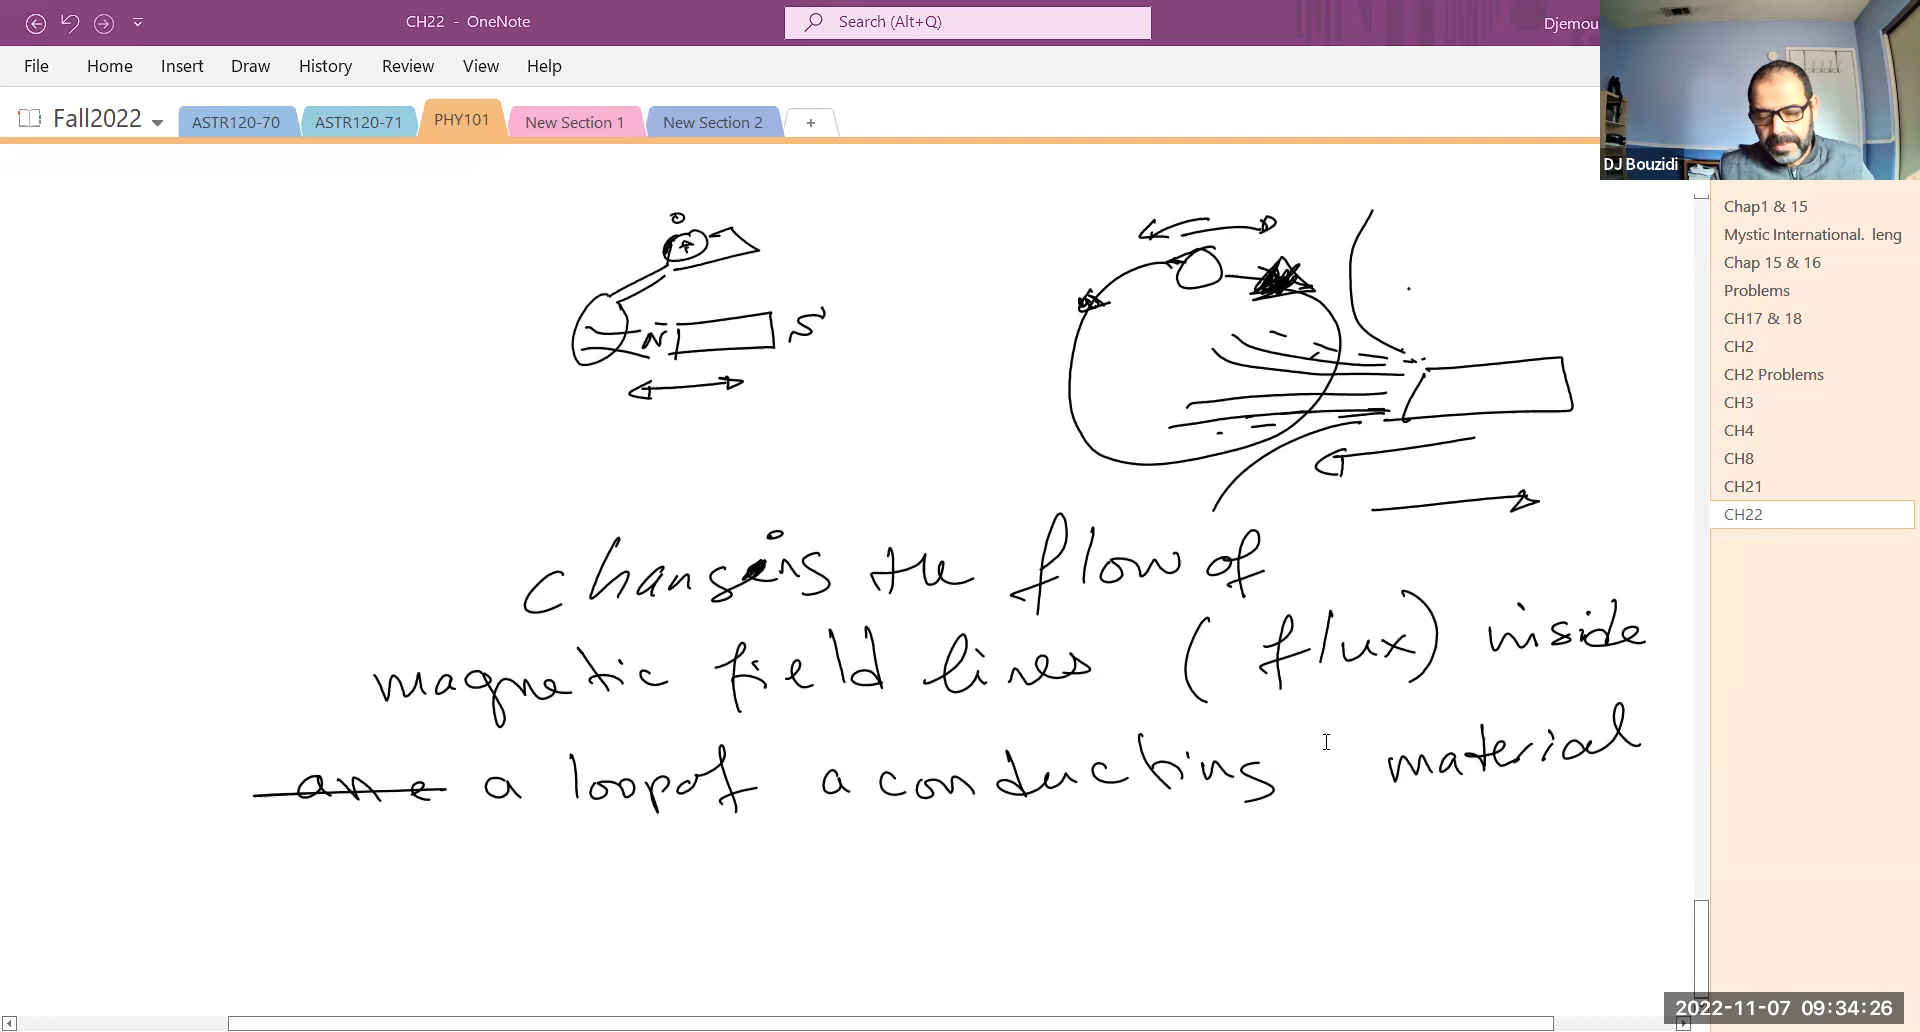 CH22 - OneNote
Search (Alt+Q)
Djemou
File Home Insert Draw History Review View Help
Fall2022 ASTR120-70 ASTR120-71 PHY101 New Section 1 New Section 2 +
DJ Bouzidi
Chap1 & 15
Mystic International. leng
Chap 15 & 16
Problems
CH17 & 18
CH2
CH2 Problems
CH3
CH4
CH8
CH21
CH22
N S
changing the flow of
magnetic field lines (flux) inside
a loop of a conducting material
2022-11-07 09:34:26